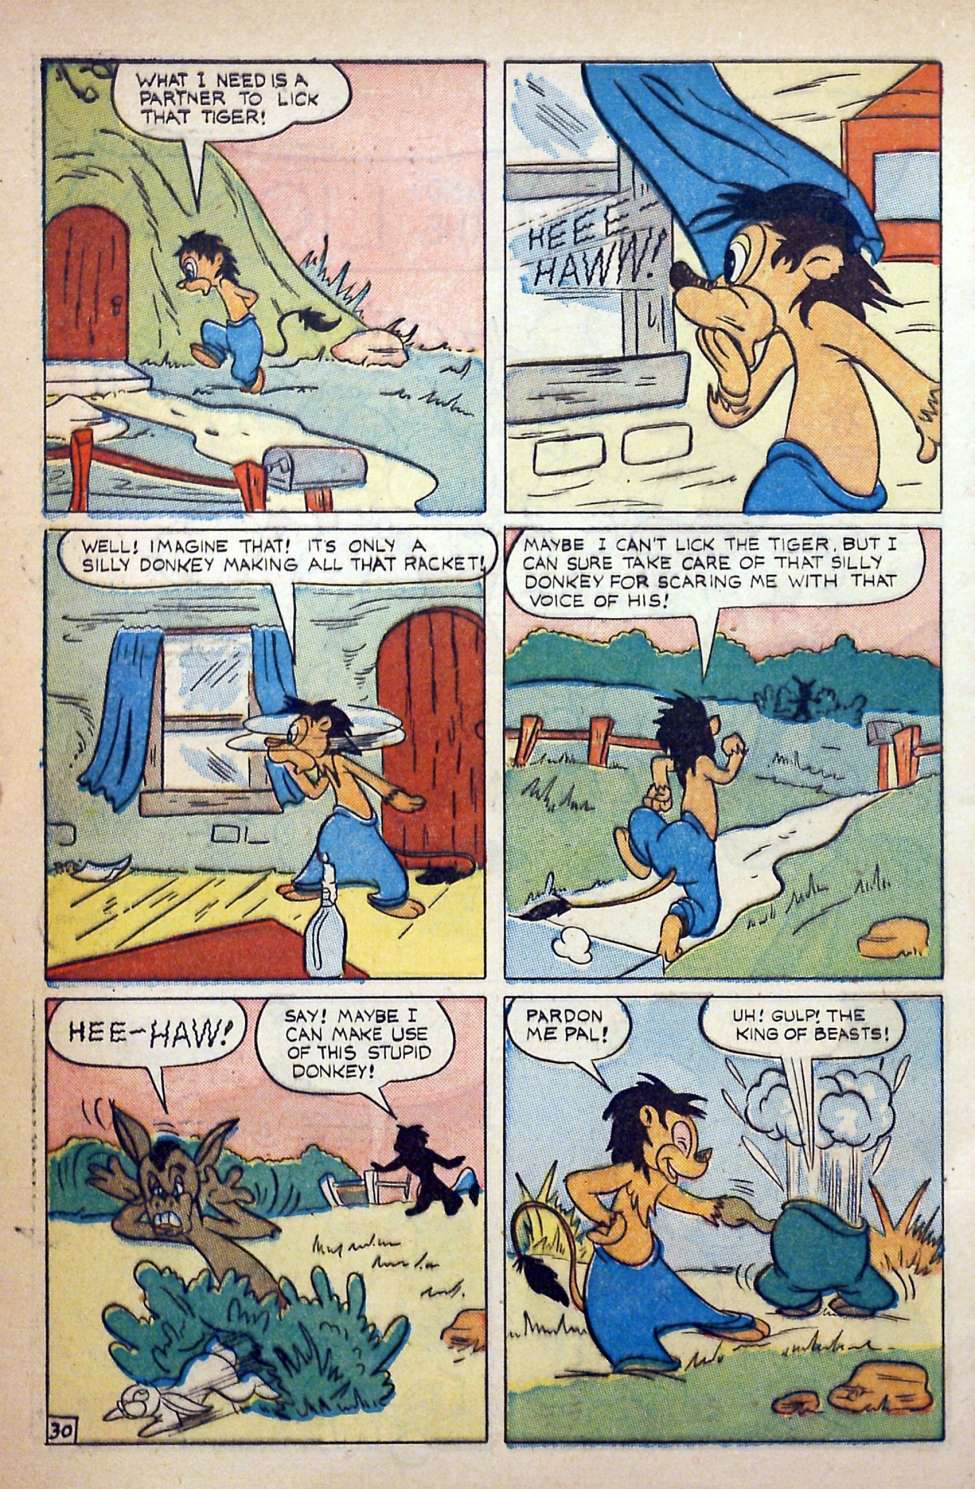 WHAT I NEED IS A
PARTNER TO LICK
THAT TIGER!
HEEE
HAWW!
WELL! IMAGINE THAT! IT'S ONLY A
SILLY DONKEY MAKING ALL THAT RACKET!
MAYBE I CAN'T LICK THE TIGER, BUT I
CAN SURE TAKE CARE OF THAT SILLY
DONKEY FOR SCARING ME WITH THAT
VOICE OF HIS!
HEE-HAW!
SAY! MAYBE I
CAN MAKE USE
OF THIS STUPID
DONKEY!
30
PARDON
ME PAL!
UH! GULP! THE
KING OF BEASTS!